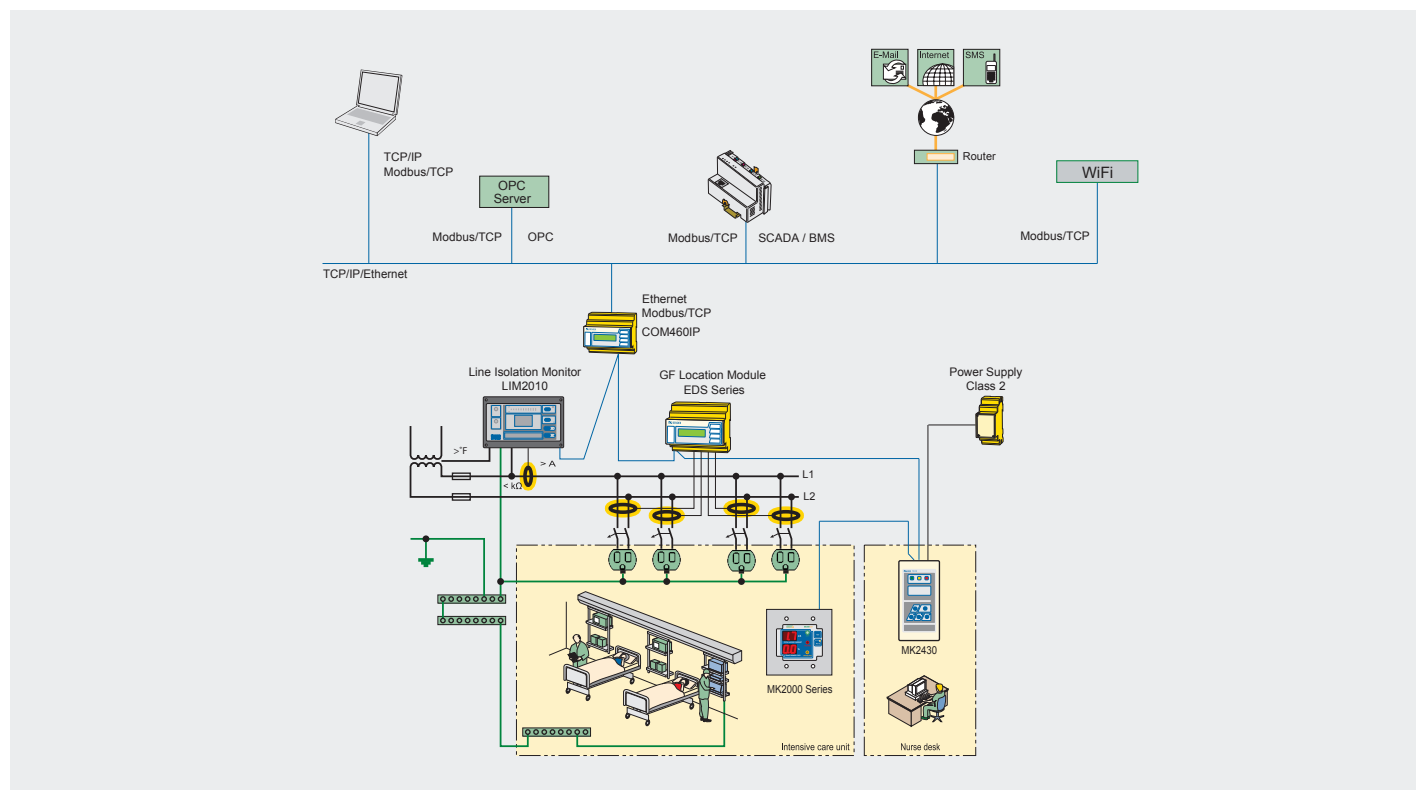 E-Mail
Internet
SMS
TCP/IP
Modbus/TCP
Router
WiFi
OPC
Server
Modbus/TCP
OPC
Modbus/TCP
SCADA / BMS
Modbus/TCP
TCP/IP/Ethernet
Ethernet
Modbus/TCP
COM460IP
Line Isolation Monitor
LIM2010
GF Location Module
EDS Series
Power Supply
Class 2
>°F
> A
< kΩ
L1
L2
MK2430
MK2000 Series
Intensive care unit
Nurse desk